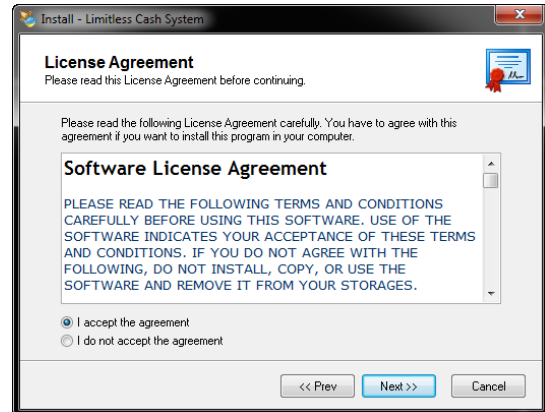 Install - Limitless Cash System
License Agreement
Please read this License Agreement before continuing.
Please read the following License Agreement carefully. You have to agree with this
agreement if you want to install this program in your computer.
Software License Agreement
PLEASE READ THE FOLLOWING TERMS AND CONDITIONS
CAREFULLY BEFORE USING THIS SOFTWARE. USE OF THE
SOFTWARE INDICATES YOUR ACCEPTANCE OF THESE TERMS
AND CONDITIONS. IF YOU DO NOT AGREE WITH THE
FOLLOWING, DO NOT INSTALL, COPY, OR USE THE
SOFTWARE AND REMOVE IT FROM YOUR STORAGES.
I accept the agreement
I do not accept the agreement
<< Prev Next >> Cancel